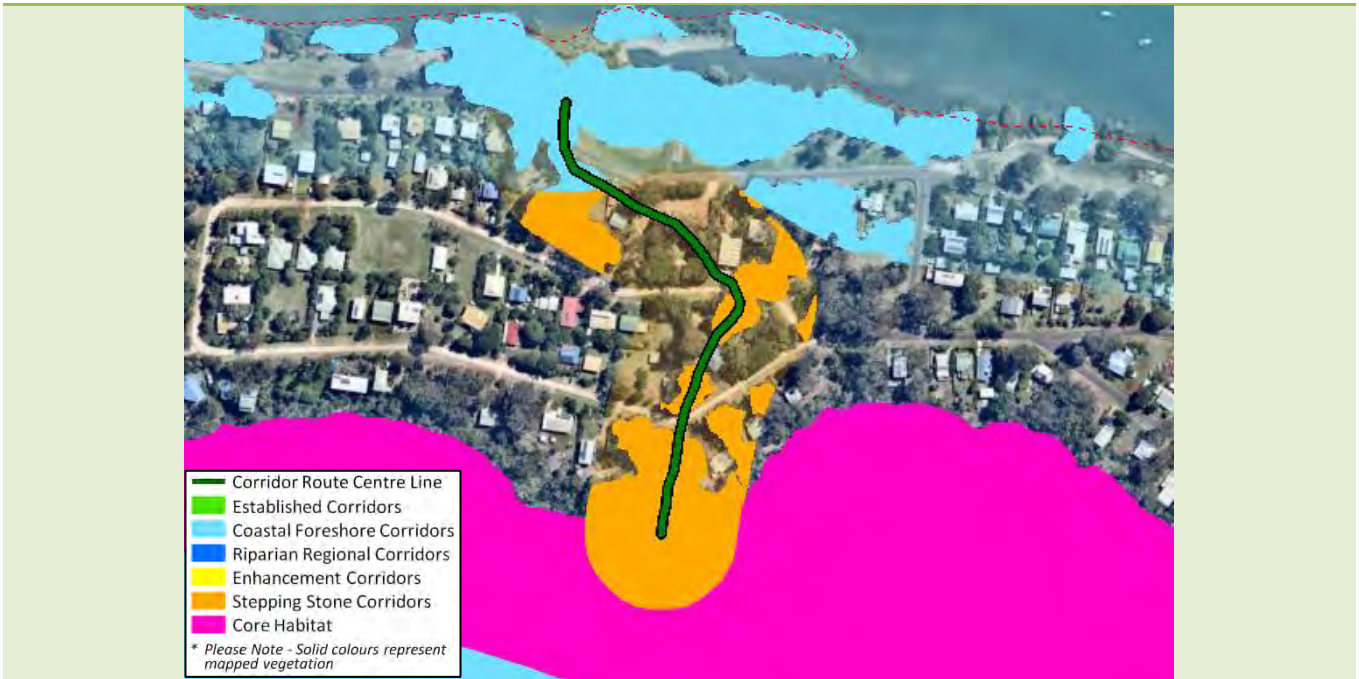 Corridor Route Centre Line
Established Corridors
Coastal Foreshore Corridors
Riparian Regional Corridors
Enhancement Corridors
Stepping Stone Corridors
Core Habitat
* Please Note - Solid colours represent
mapped vegetation